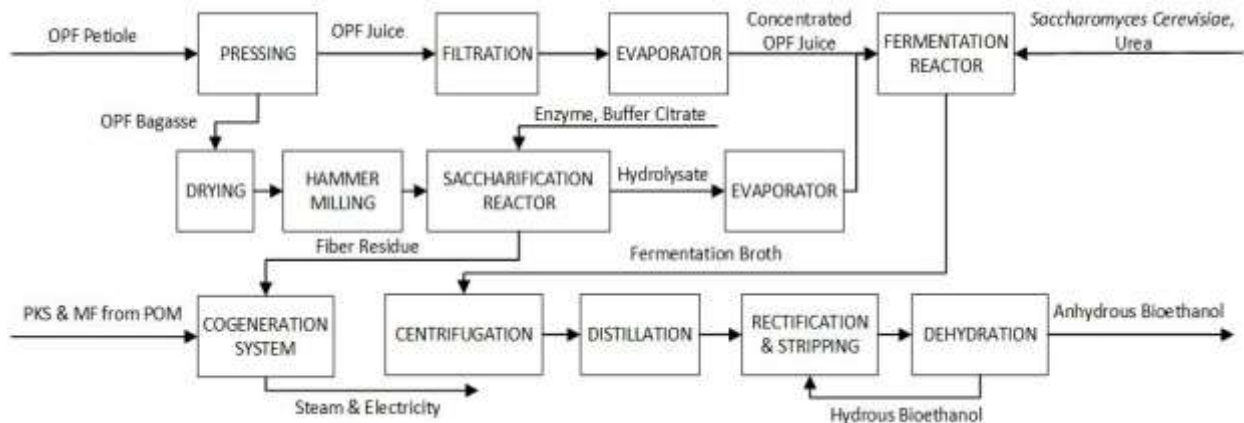 OPF Petiole
PRESSING
OPF Juice
FILTRATION
EVAPORATOR
Concentrated
OPF Juice
FERMENTATION
REACTOR
Saccharomyces Cerevisiae,
Urea
OPF Bagasse
Enzyme, Buffer Citrate
DRYING
HAMMER
MILLING
SACCHARIFICATION
REACTOR
Hydrolysate
EVAPORATOR
Fiber Residue
Fermentation Broth
PKS & MF from POM
COGENERATION
SYSTEM
CENTRIFUGATION
DISTILLATION
RECTIFICATION
& STRIPPING
DEHYDRATION
Anhydrous Bioethanol
Steam & Electricity
Hydrous Bioethanol